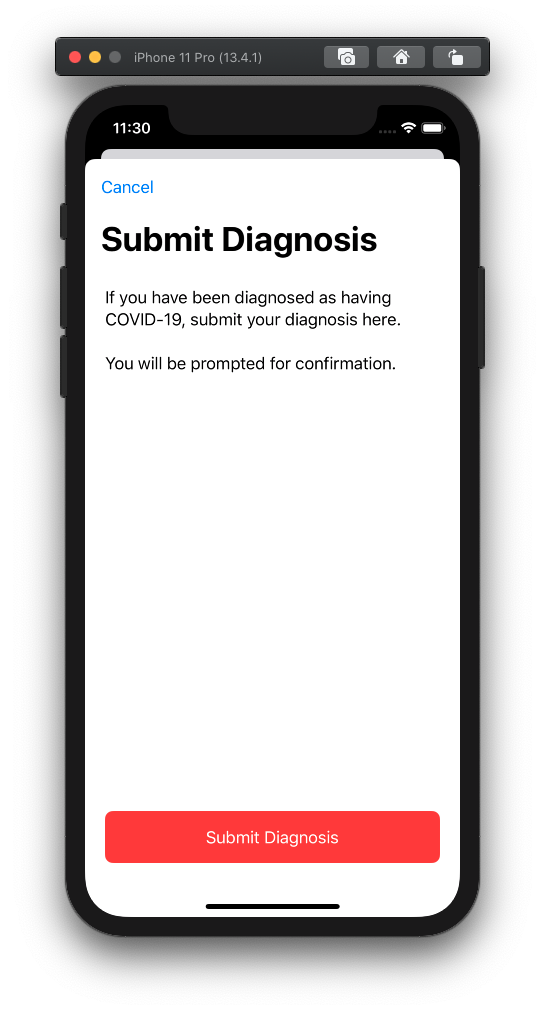 iPhone 11 Pro (13.4.1)
11:30
Cancel
Submit Diagnosis
If you have been diagnosed as having
COVID-19, submit your diagnosis here.
You will be prompted for confirmation.
Submit Diagnosis